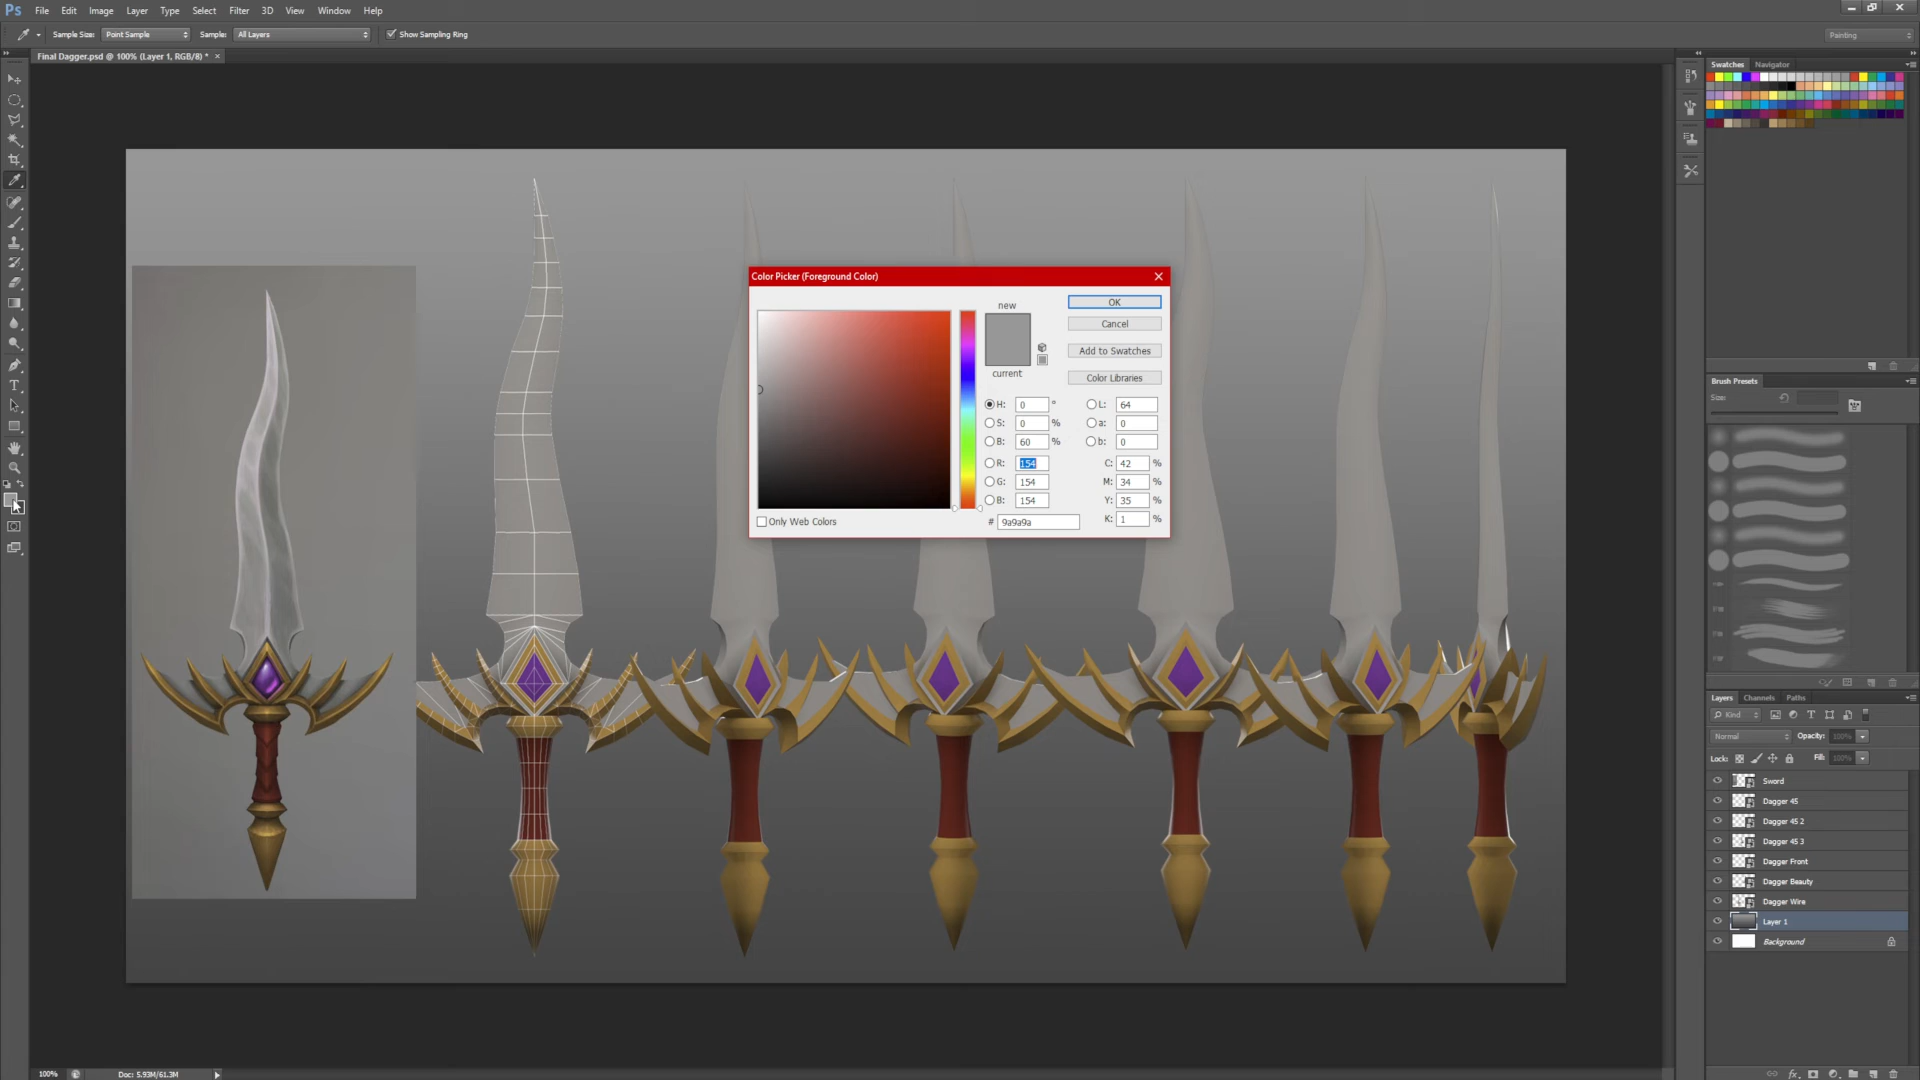 Ps File Edit Image Layer Type Select Filter 3D View Window Help
Sample Size: Point Sample Sample: All Layers Show Sampling Ring Painting
Final Dagger.psd @ 100% (Layer 1, RGB/8) * ×
Swatches Navigator
Color Picker (Foreground Color)
new
OK
Cancel
Add to Swatches
current
Color Libraries
H: 0 ° L: 64
S: 0 % a: 0
B: 60 % b: 0
R: 154 C: 42 %
G: 154 M: 34 %
B: 154 Y: 35 %
# 9a9a9a K: 1 %
Only Web Colors
Brush Presets
Size:
Layers Channels Paths
Kind
Normal Opacity: 100%
Lock: Fill: 100%
Sword
Dagger 45
Dagger 45 2
Dagger 45 3
Dagger Front
Dagger Beauty
Dagger Wire
Layer 1
Background
100% Doc: 5.93M/61.3M